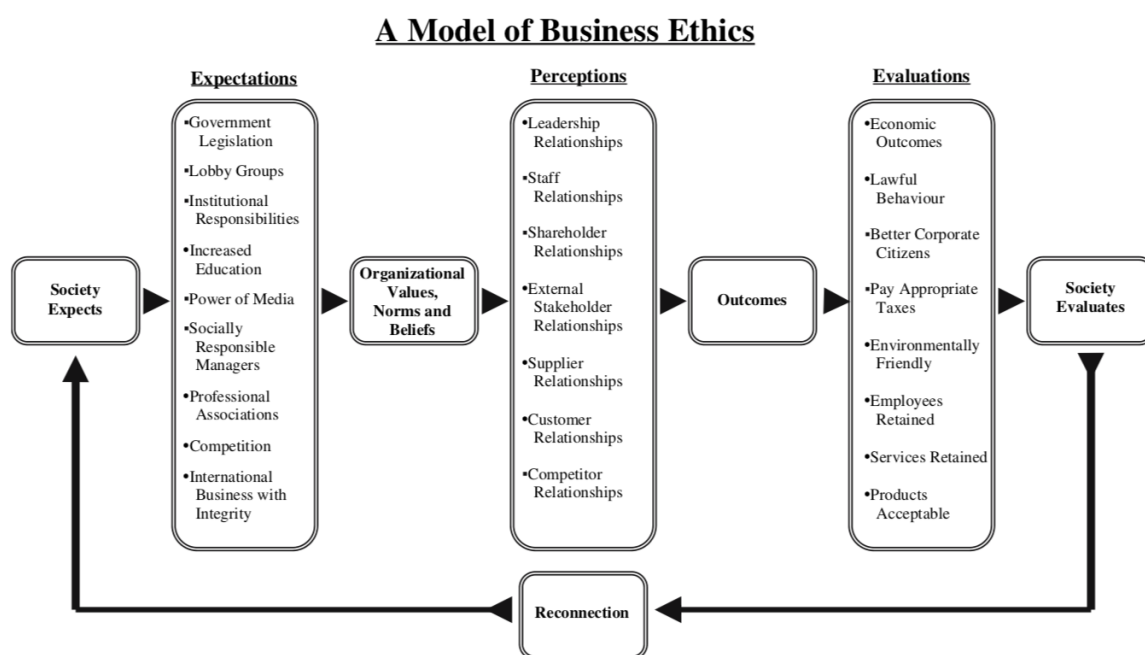 A Model of Business Ethics
Expectations
Perceptions
Evaluations
Society
Expects
▪Government
Legislation
▪Lobby Groups
▪Institutional
Responsibilities
•Increased
Education
▪Power of Media
▪Socially
Responsible
Managers
•Professional
Associations
•Competition
▪International
Business with
Integrity
Organizational
Values,
Norms and
Beliefs
•Leadership
Relationships
▪Staff
Relationships
▪Shareholder
Relationships
•External
Stakeholder
Relationships
▪Supplier
Relationships
•Customer
Relationships
▪Competitor
Relationships
Outcomes
•Economic
Outcomes
•Lawful
Behaviour
▪Better Corporate
Citizens
▪Pay Appropriate
Taxes
•Environmentally
Friendly
•Employees
Retained
•Services Retained
•Products
Acceptable
Society
Evaluates
Reconnection